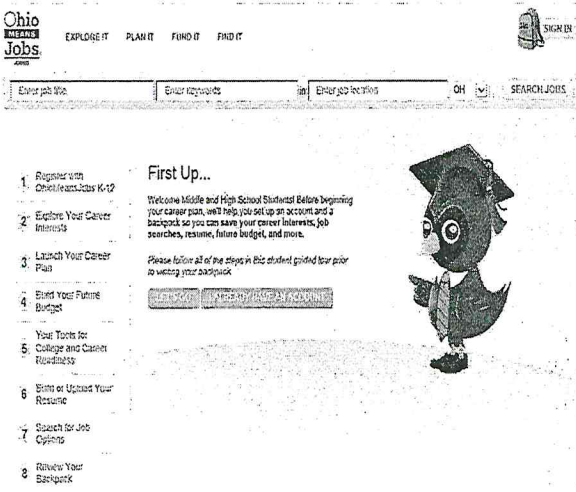 Ohio
MEANS
Jobs
EXPLORE IT PLAN IT FUND IT FIND IT
SIGN IN
Enter job title Enter keywords in: Enter job location OH SEARCH JOBS
1 Register with
OhioMeansJobs K-12
2 Explore Your Career
Interests
3 Launch Your Career
Plan
4 Build Your Future
Budget
Your Tools for
5 College and Career
Readiness
6 Build or Upload Your
Resume
7 Search for Job
Options
8 Review Your
Backpack
First Up...
Welcome Middle and High School Students! Before beginning
your career plan, we'll help you set up an account and a
backpack so you can save your career interests, job
searches, resume, future budget, and more.
Please follow all of the steps in this student guided tour prior
to visiting your backpack
LET'S GO I ALREADY HAVE AN ACCOUNT